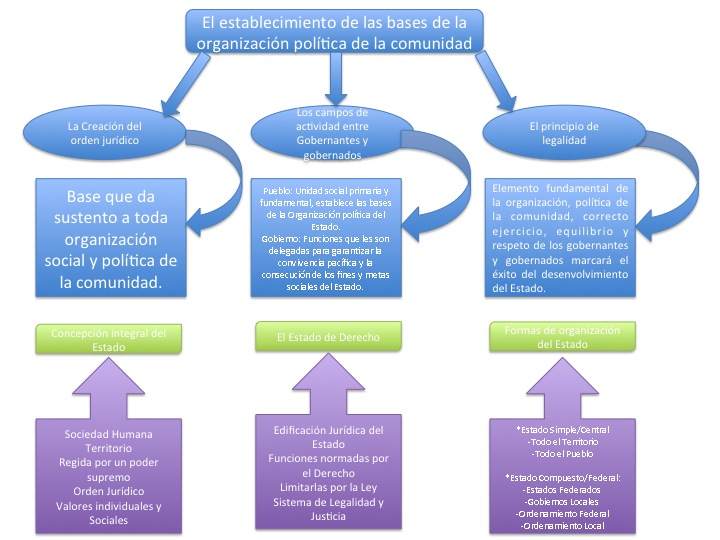 El establecimiento de las bases de la
organización política de la comunidad
La Creación del
orden jurídico
Los campos de
actividad entre
Gobernantes y
gobernados
El principio de
legalidad
Base que da
sustento a toda
organización
social y política de
la comunidad.
Pueblo: Unidad social primaria y
fundamental, establece las bases
de la Organización política del
Estado.
Gobierno: Funciones que les son
delegadas para garantizar la
convivencia pacífica y la
consecución de los fines y metas
sociales del Estado.
Elemento fundamental de
la organización, política de
la comunidad, correcto
ejercicio, equilibrio y
respeto de los gobernantes
y gobernados marcará el
éxito del desenvolvimiento
del Estado.
Concepción integral del
Estado
El Estado de Derecho
Formas de organización
del Estado
Sociedad Humana
Territorio
Regida por un poder
supremo
Orden Jurídico
Valores individuales y
Sociales
Edificación Jurídica del
Estado
Funciones normadas por
el Derecho
Limitarlas por la Ley
Sistema de Legalidad y
Justicia
*Estado Simple/Central
-Todo el Territorio
-Todo el Pueblo
*Estado Compuesto/Federal:
-Estados Federados
-Gobiernos Locales
-Ordenamiento Federal
-Ordenamiento Local